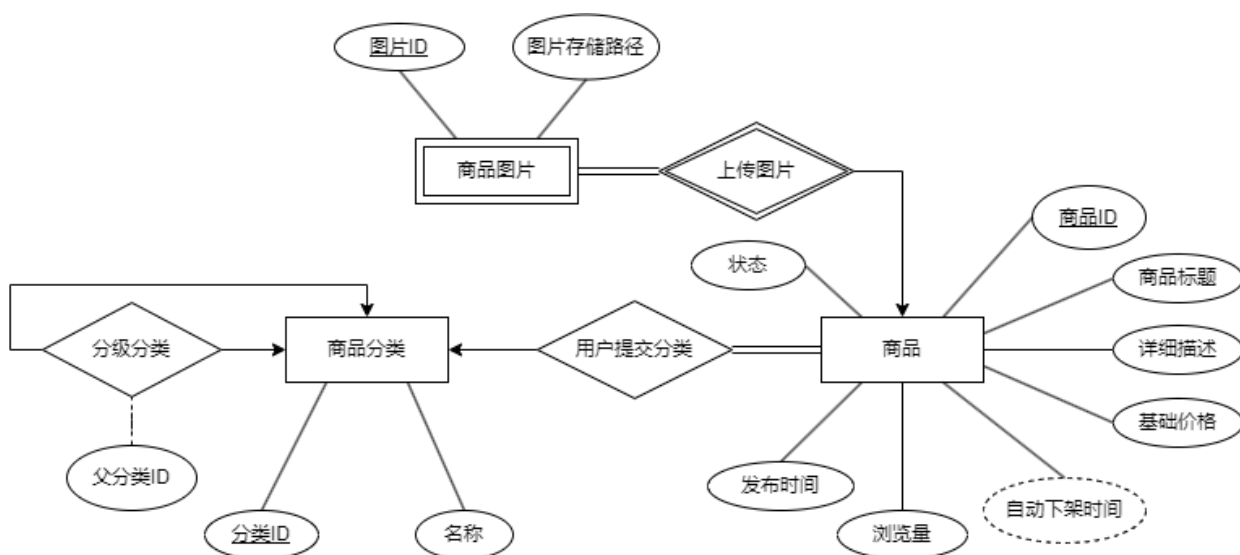 图片ID
图片存储路径
商品图片
上传图片
商品ID
状态
商品标题
分级分类
商品分类
用户提交分类
商品
详细描述
基础价格
父分类ID
发布时间
自动下架时间
分类ID
名称
浏览量